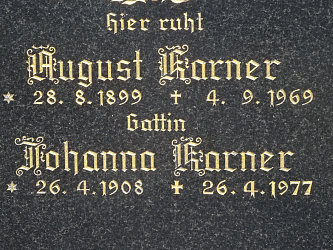 Hier ruht
August Karner
* 28. 8. 1899 † 4. 9. 1969
Gattin
Johanna Karner
* 26. 4. 1908 † 26. 4. 1977